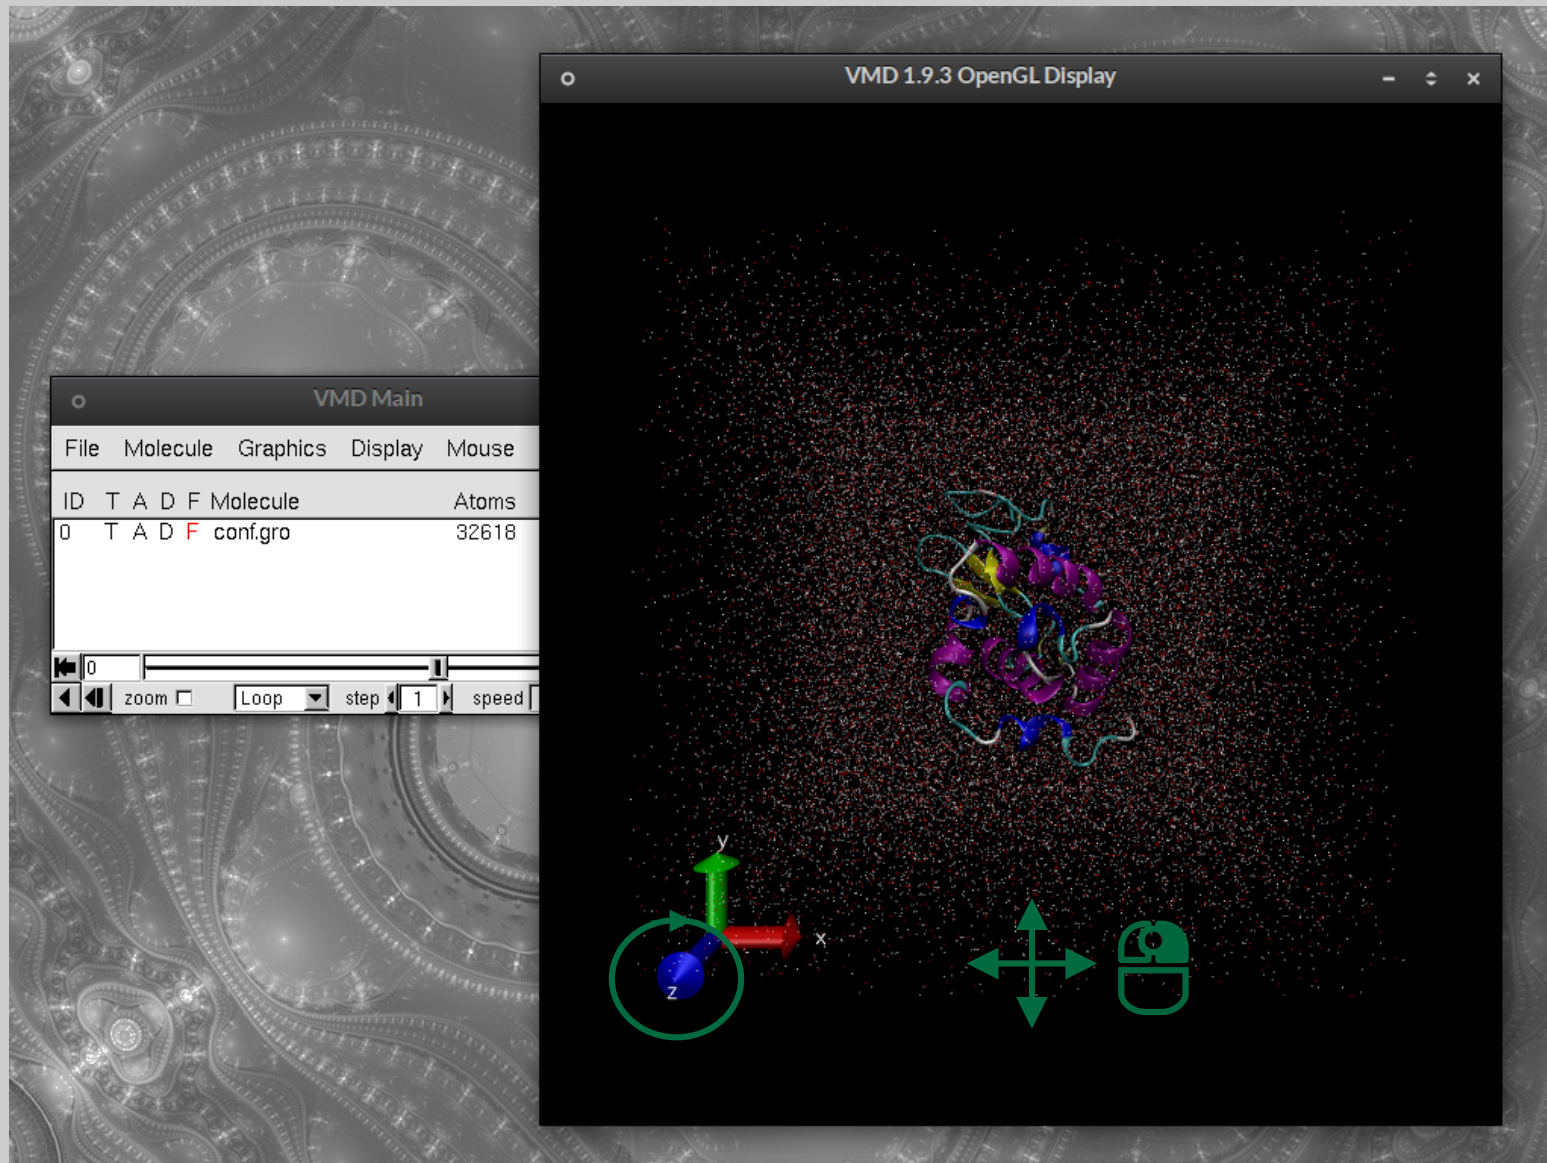 VMD 1.9.3 OpenGL Display
VMD Main
File Molecule Graphics Display Mouse
ID T A D F Molecule Atoms
0 T A D F conf.gro 32618
0
zoom Loop step 1 speed
y
x
z